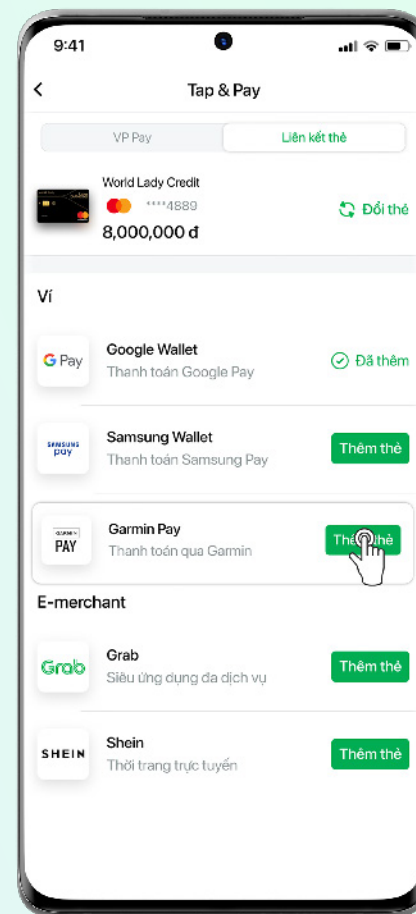 9:41
Tap & Pay
VP Pay
Liên kết thẻ
World Lady Credit
****4889
8,000,000 đ
Đổi thẻ
Ví
G Pay
Google Wallet
Thanh toán Google Pay
Đã thêm
SAMSUNG
pay
Samsung Wallet
Thanh toán Samsung Pay
Thêm thẻ
GARMIN
PAY
Garmin Pay
Thanh toán qua Garmin
E-merchant
Grab
Grab
Siêu ứng dụng đa dịch vụ
Thêm thẻ
SHEIN
Shein
Thời trang trực tuyến
Thêm thẻ